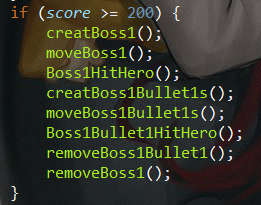 if (score >= 200) {
    creatBoss1();
    moveBoss1();
    Boss1HitHero();
    creatBoss1Bullet1s();
    moveBoss1Bullet1s();
    Boss1Bullet1HitHero();
    removeBoss1Bullet1();
    removeBoss1();
}